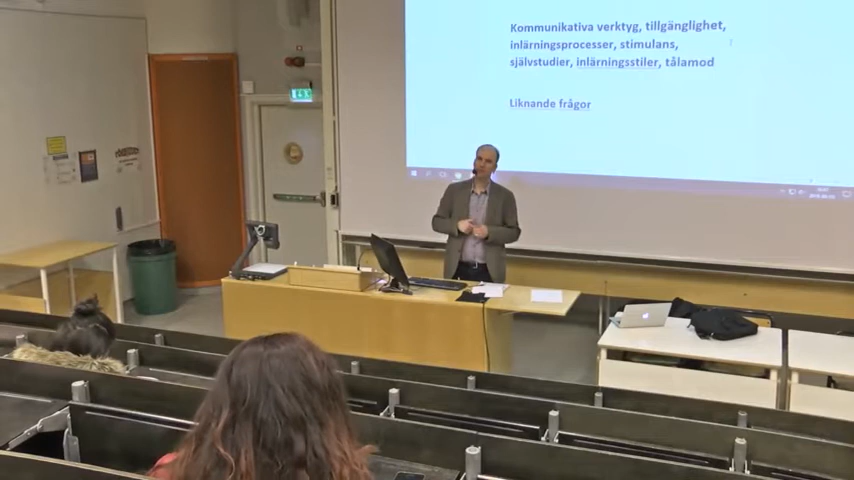 Kommunikativa verktyg, tillgänglighet,
inlärningsprocesser, stimulans,
självstudier, inlärningsstiler, tålamod
Liknande frågor